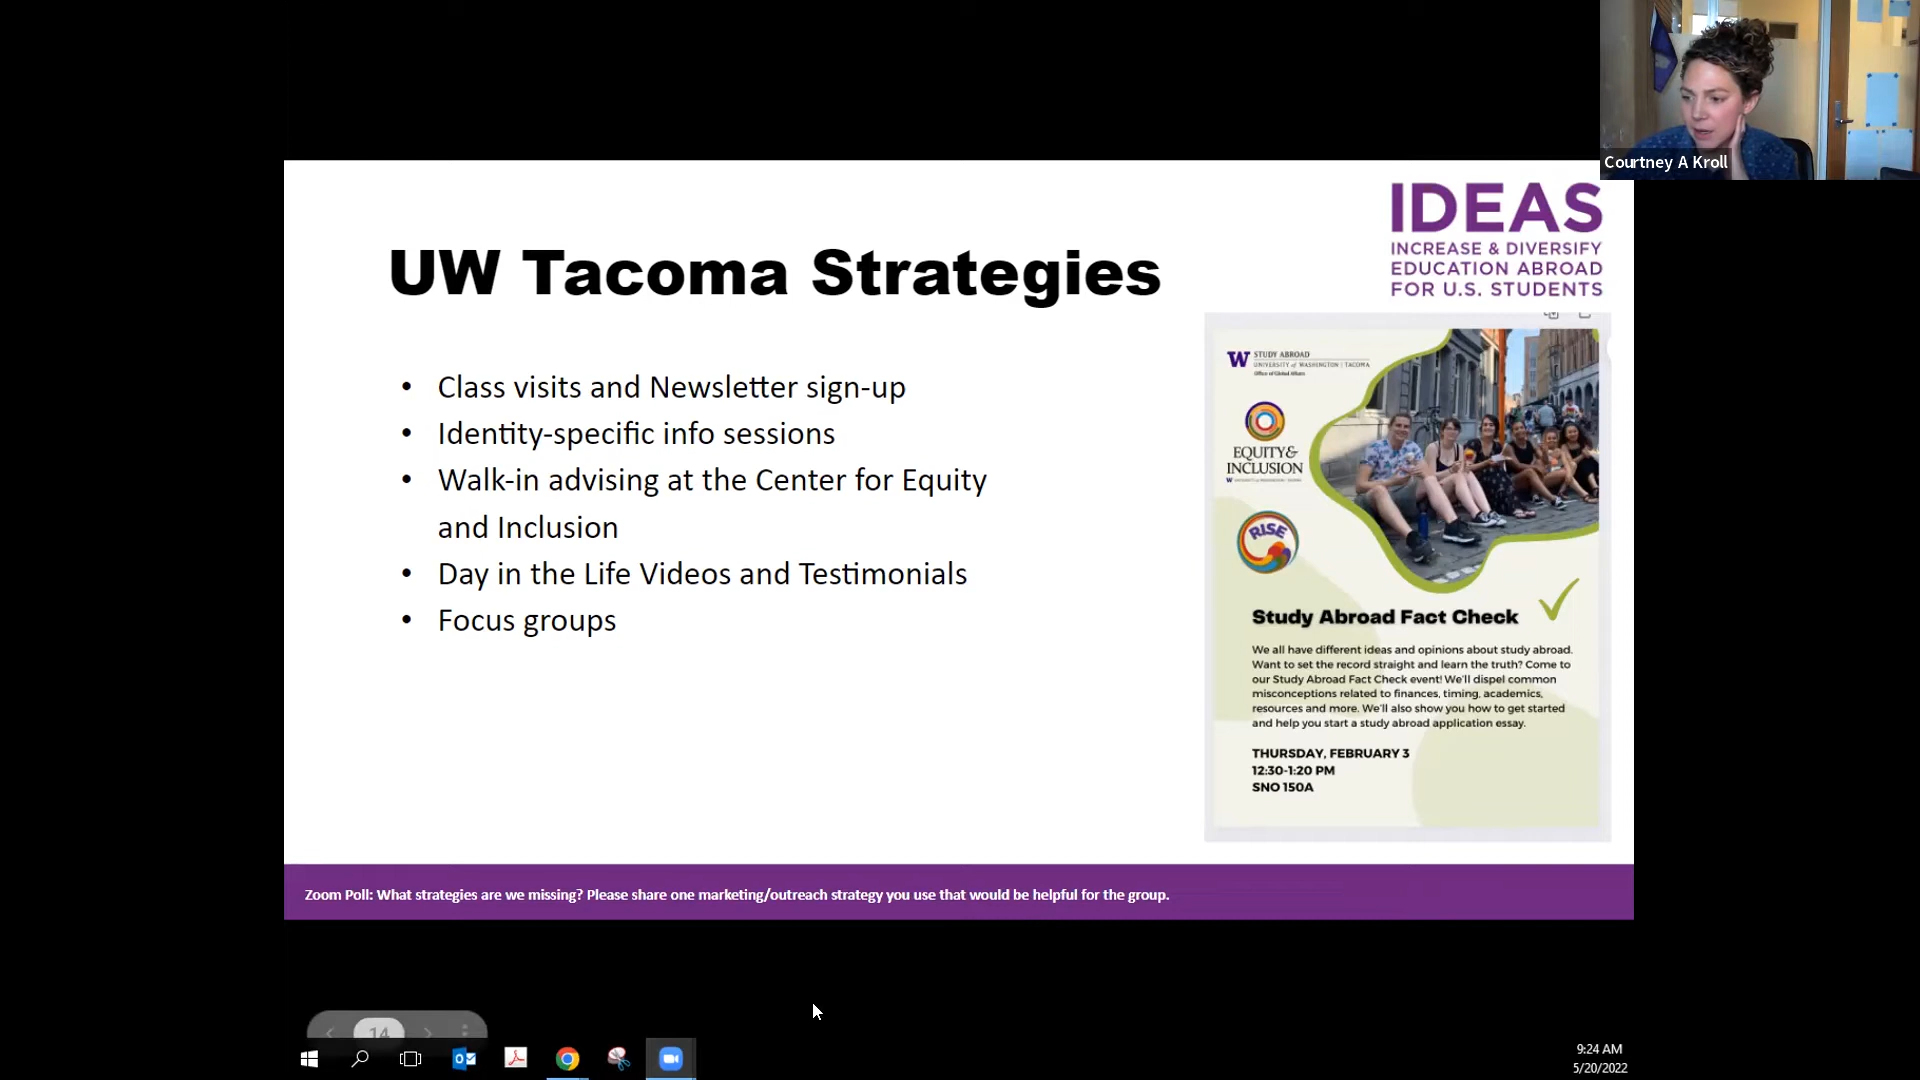 Courtney A Kroll
IDEAS
INCREASE & DIVERSIFY
EDUCATION ABROAD
FOR U.S. STUDENTS
UW Tacoma Strategies
• Class visits and Newsletter sign-up
• Identity-specific info sessions
• Walk-in advising at the Center for Equity
and Inclusion
• Day in the Life Videos and Testimonials
• Focus groups
W STUDY ABROAD
UNIVERSITY of WASHINGTON | TACOMA
Office of Global Affairs
EQUITY &
INCLUSION
RISE
Study Abroad Fact Check
We all have different ideas and opinions about study abroad.
Want to set the record straight and learn the truth? Come to
our Study Abroad Fact Check event! We'll dispel common
misconceptions related to finances, timing, academics,
resources and more. We'll also show you how to get started
and help you start a study abroad application essay.
THURSDAY, FEBRUARY 3
12:30-1:20 PM
SNO 150A
Zoom Poll: What strategies are we missing? Please share one marketing/outreach strategy you use that would be helpful for the group.
14
9:24 AM
5/20/2022